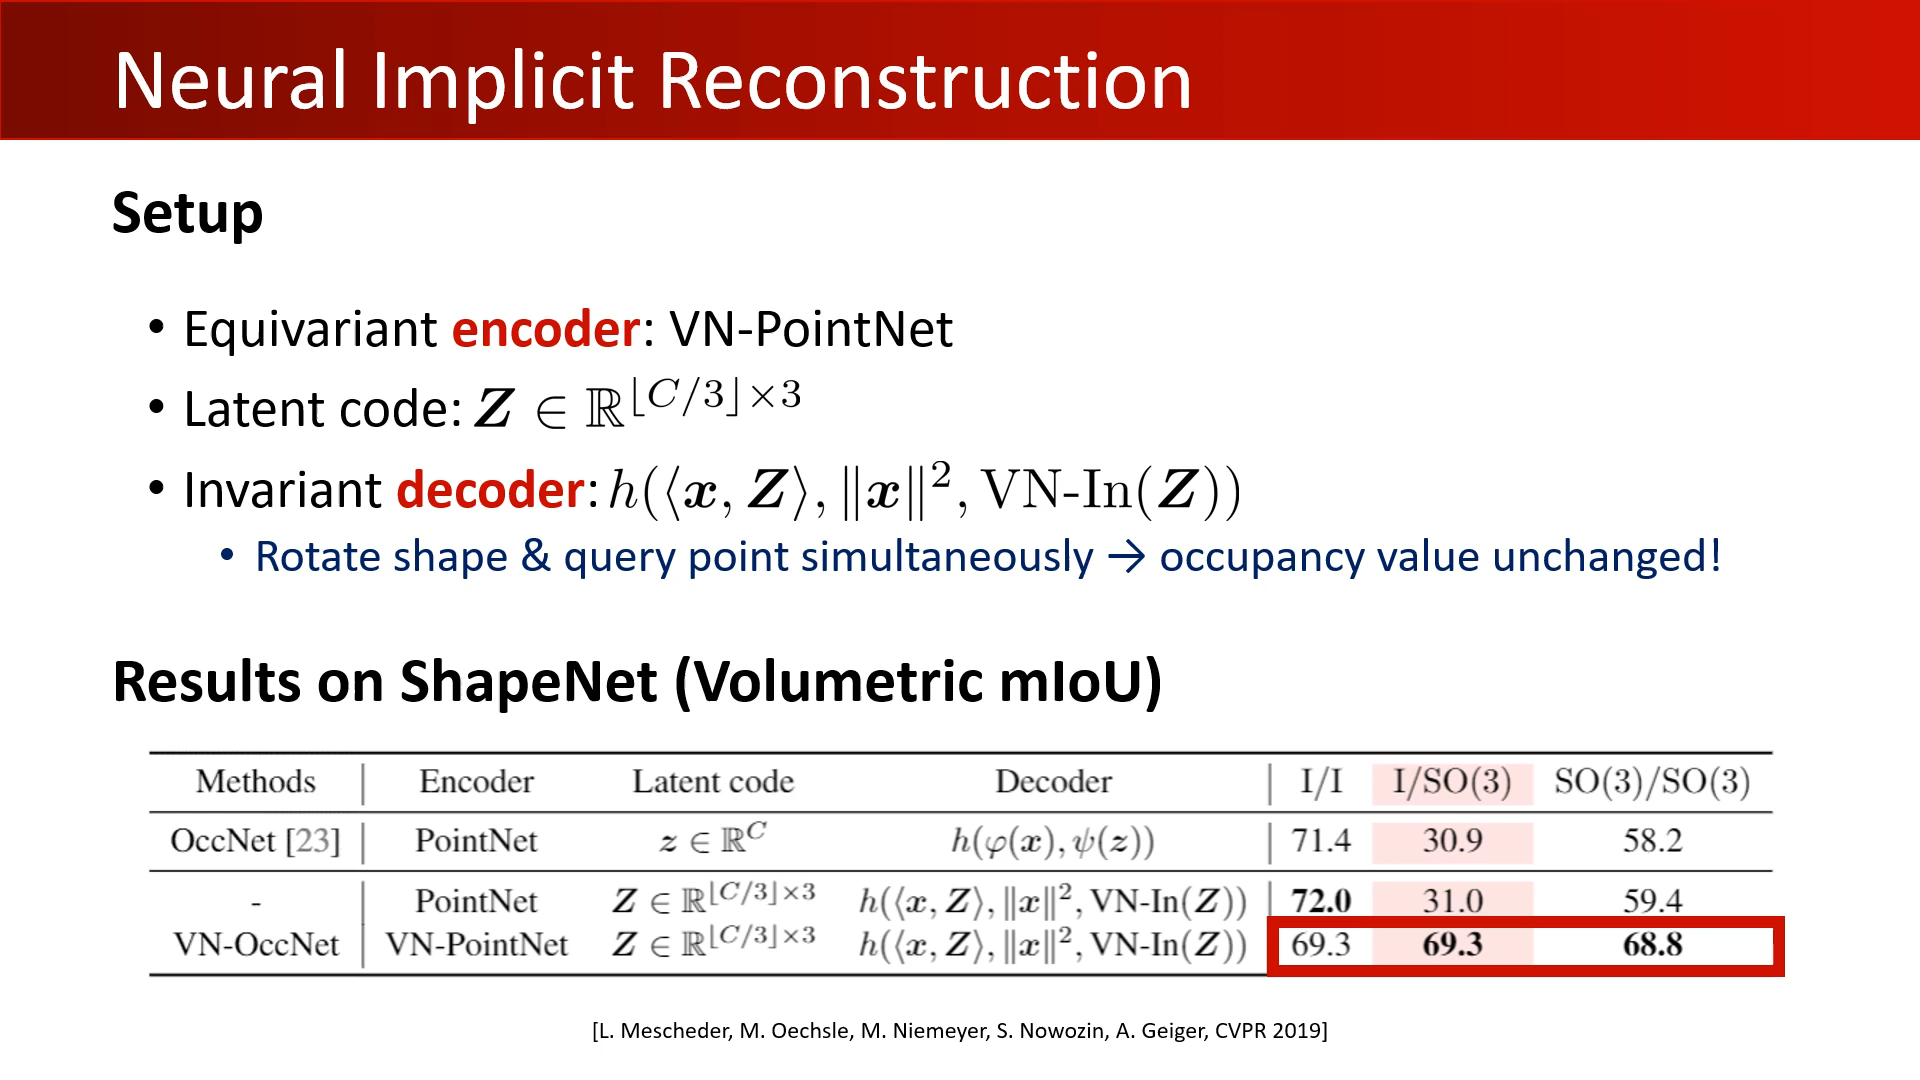 Neural Implicit Reconstruction
Setup
• Equivariant encoder: VN-PointNet
• Latent code: Z ∈ ℝ^{⌊C/3⌋×3}
• Invariant decoder: h(⟨x, Z⟩, ‖x‖², VN-In(Z))
• Rotate shape & query point simultaneously → occupancy value unchanged!
Results on ShapeNet (Volumetric mIoU)
Methods | Encoder Latent code Decoder | I/I I/SO(3) SO(3)/SO(3)
OccNet [23] | PointNet z ∈ ℝ^C h(φ(x), ψ(z)) | 71.4 30.9 58.2
- | PointNet Z ∈ ℝ^{⌊C/3⌋×3} h(⟨x, Z⟩, ‖x‖², VN-In(Z)) | 72.0 31.0 59.4
VN-OccNet | VN-PointNet Z ∈ ℝ^{⌊C/3⌋×3} h(⟨x, Z⟩, ‖x‖², VN-In(Z)) | 69.3 69.3 68.8
[L. Mescheder, M. Oechsle, M. Niemeyer, S. Nowozin, A. Geiger, CVPR 2019]